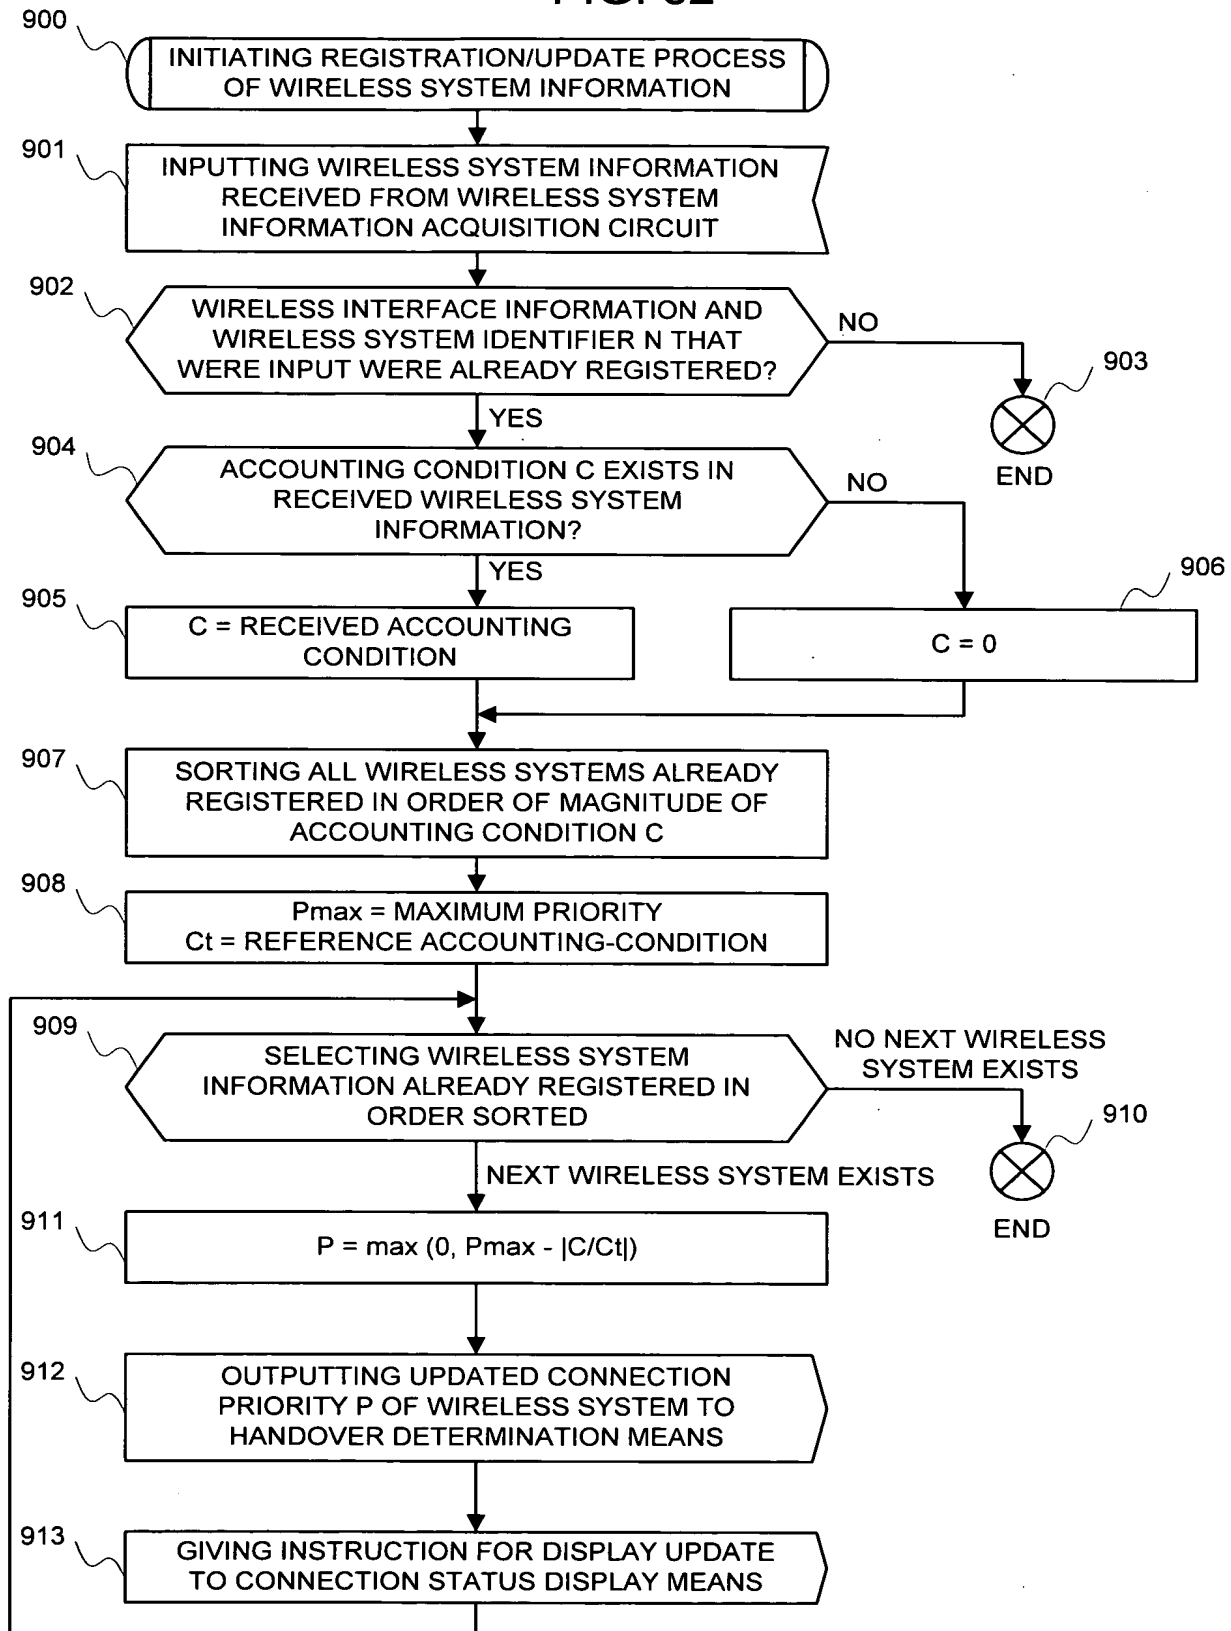 900
INITIATING REGISTRATION/UPDATE PROCESS
OF WIRELESS SYSTEM INFORMATION
901
INPUTTING WIRELESS SYSTEM INFORMATION
RECEIVED FROM WIRELESS SYSTEM
INFORMATION ACQUISITION CIRCUIT
902
WIRELESS INTERFACE INFORMATION AND
WIRELESS SYSTEM IDENTIFIER N THAT
WERE INPUT WERE ALREADY REGISTERED?
NO
903
END
YES
904
ACCOUNTING CONDITION C EXISTS IN
RECEIVED WIRELESS SYSTEM
INFORMATION?
NO
YES
905
C = RECEIVED ACCOUNTING
CONDITION
906
C = 0
907
SORTING ALL WIRELESS SYSTEMS ALREADY
REGISTERED IN ORDER OF MAGNITUDE OF
ACCOUNTING CONDITION C
908
Pmax = MAXIMUM PRIORITY
Ct = REFERENCE ACCOUNTING-CONDITION
909
SELECTING WIRELESS SYSTEM
INFORMATION ALREADY REGISTERED IN
ORDER SORTED
NO NEXT WIRELESS
SYSTEM EXISTS
910
END
NEXT WIRELESS SYSTEM EXISTS
911
P = max (0, Pmax - |C/Ct|)
912
OUTPUTTING UPDATED CONNECTION
PRIORITY P OF WIRELESS SYSTEM TO
HANDOVER DETERMINATION MEANS
913
GIVING INSTRUCTION FOR DISPLAY UPDATE
TO CONNECTION STATUS DISPLAY MEANS